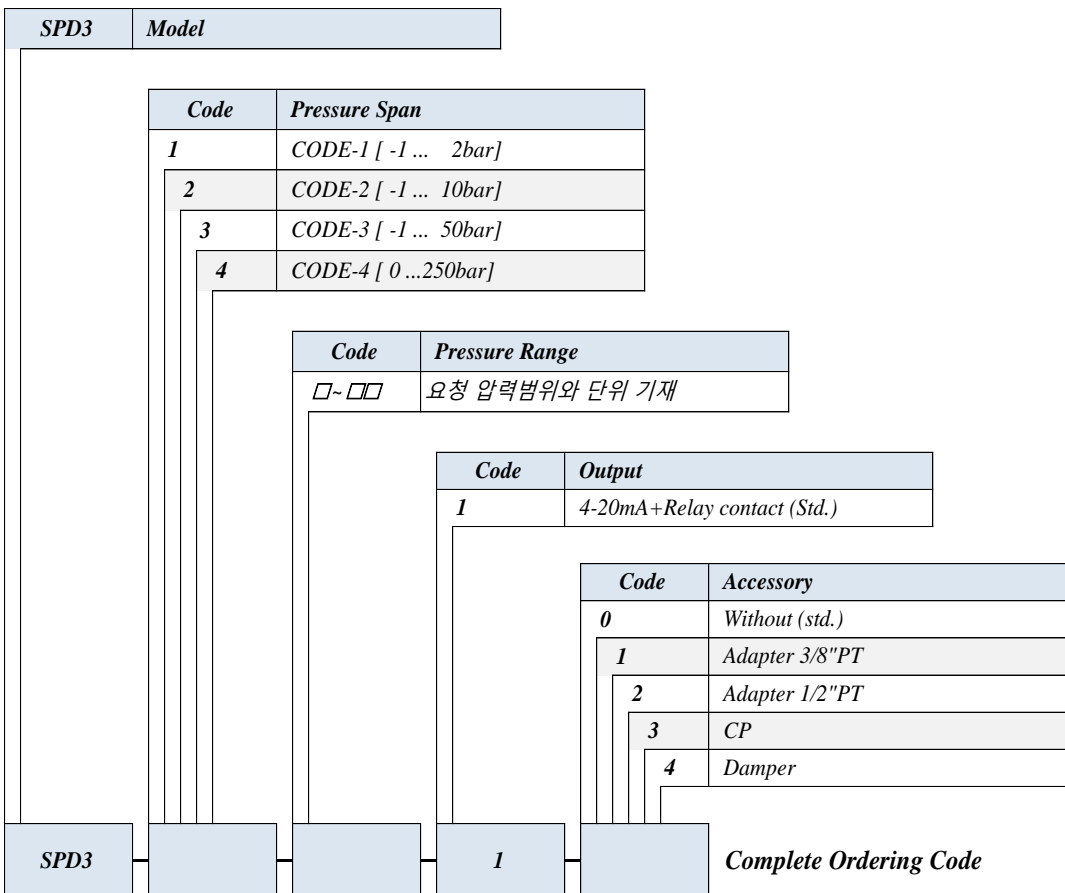 SPD3 Model
Code Pressure Span
1 CODE-1 [ -1 ... 2bar]
2 CODE-2 [ -1 ... 10bar]
3 CODE-3 [ -1 ... 50bar]
4 CODE-4 [ 0 ...250bar]
Code Pressure Range
□~□□ 요청 압력범위와 단위 기재
Code Output
1 4-20mA+Relay contact (Std.)
Code Accessory
0 Without (std.)
1 Adapter 3/8"PT
2 Adapter 1/2"PT
3 CP
4 Damper
SPD3 1 Complete Ordering Code